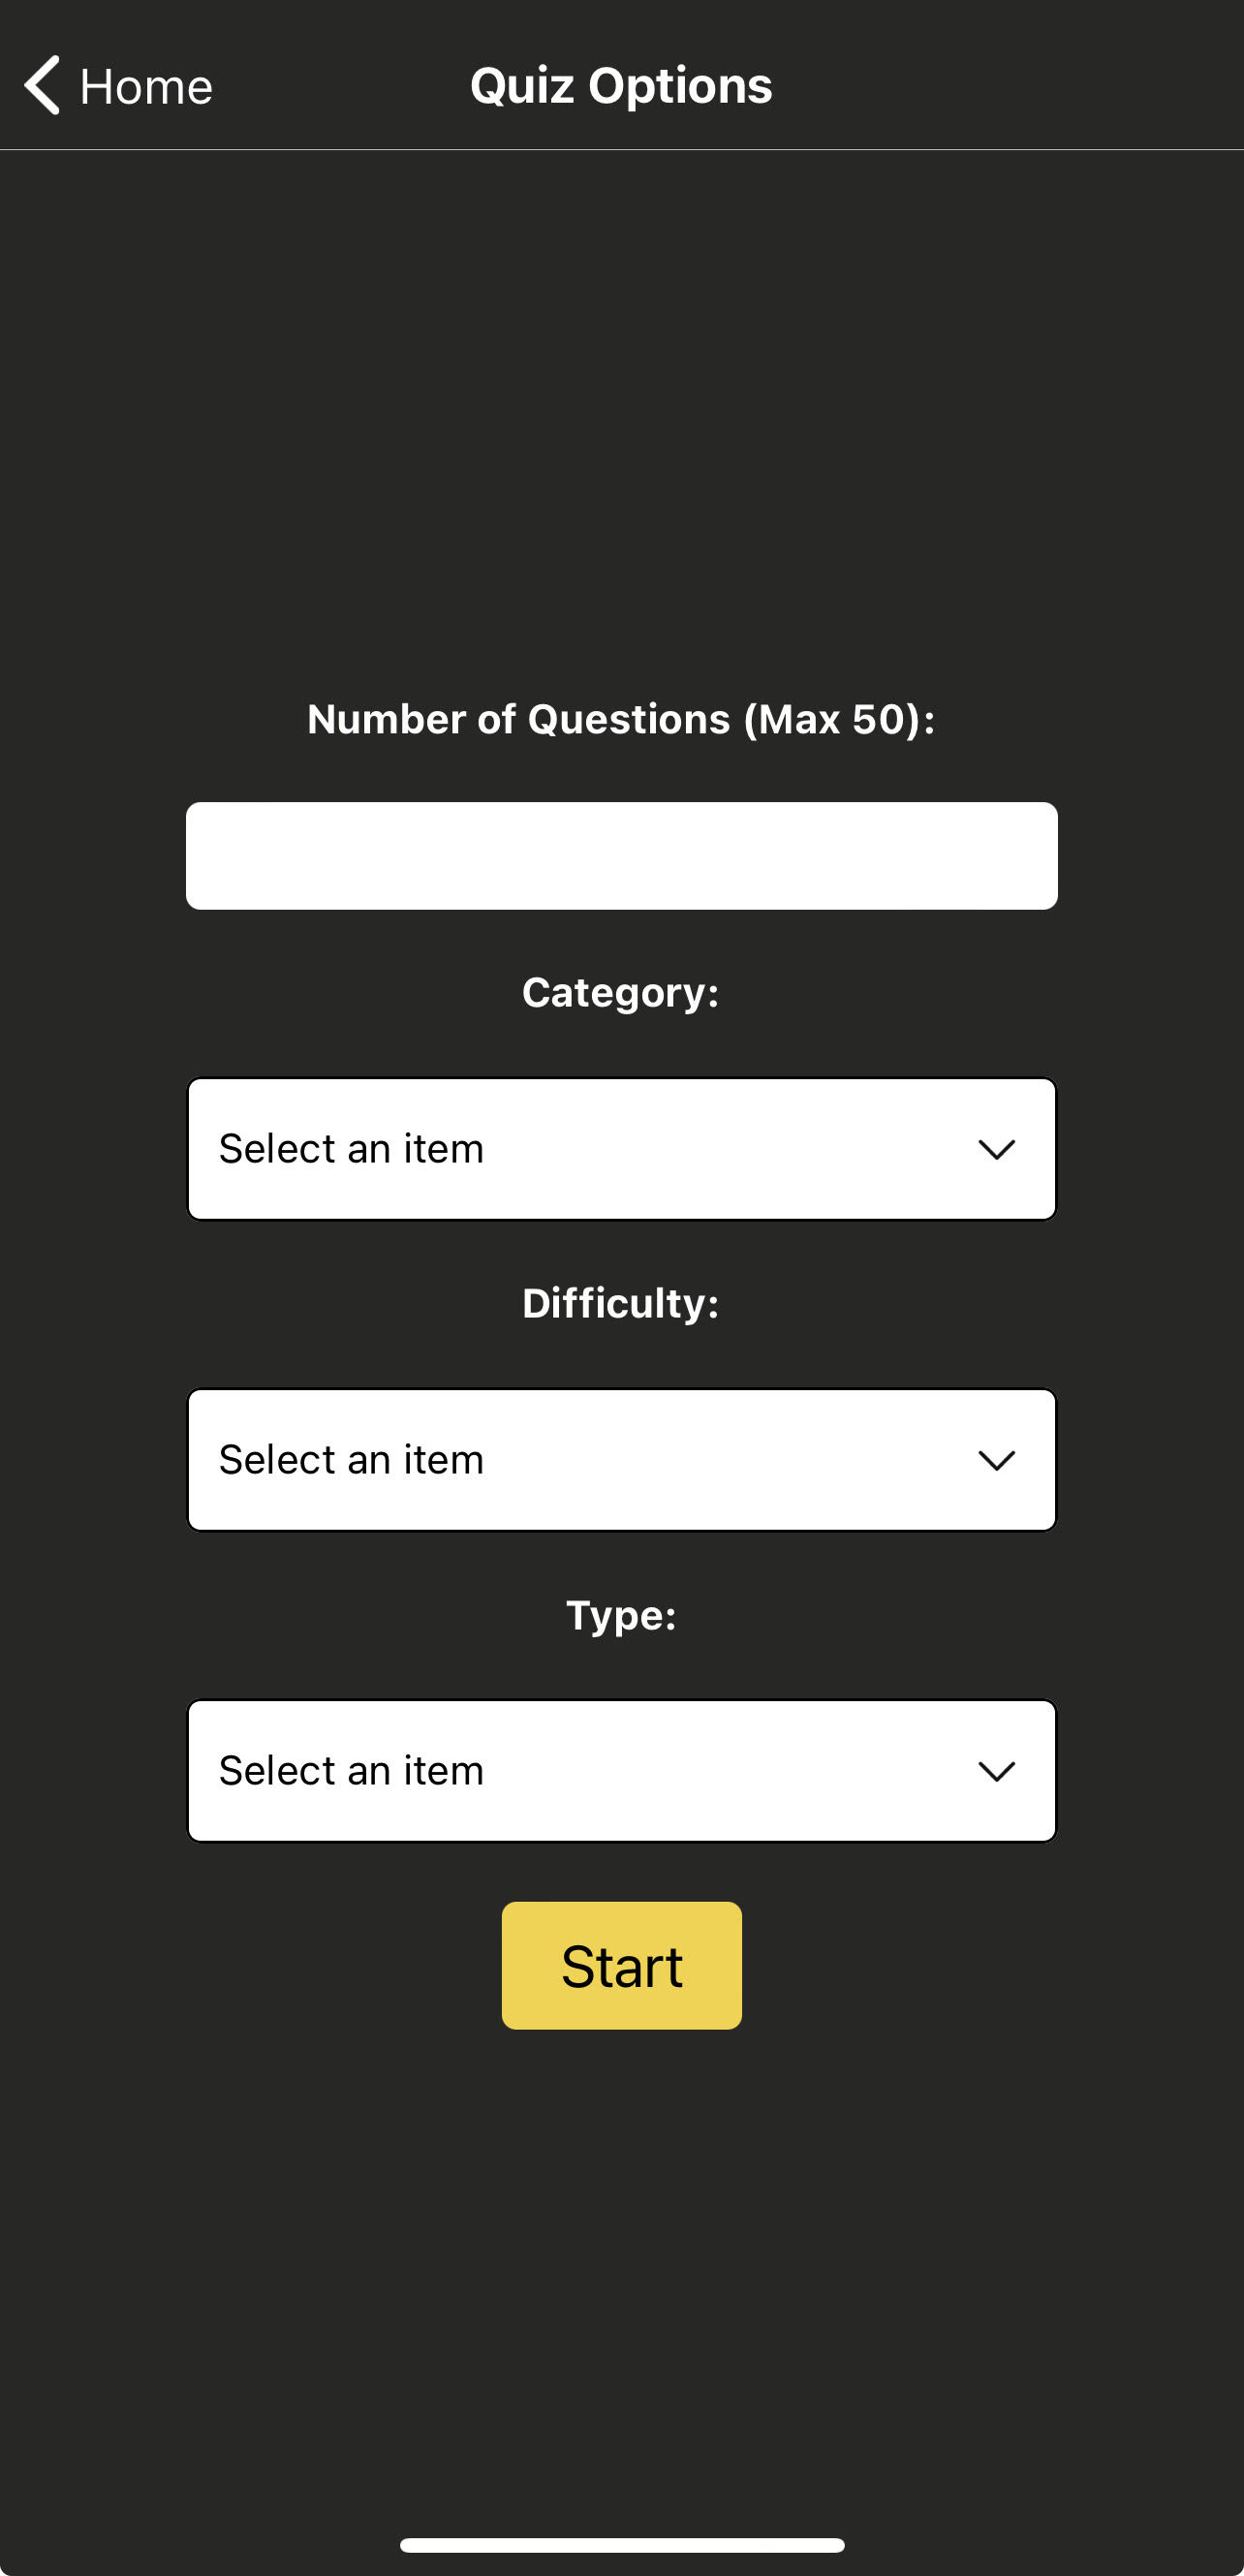 Home
Quiz Options
Number of Questions (Max 50):
Category:
Select an item
Difficulty:
Select an item
Type:
Select an item
Start